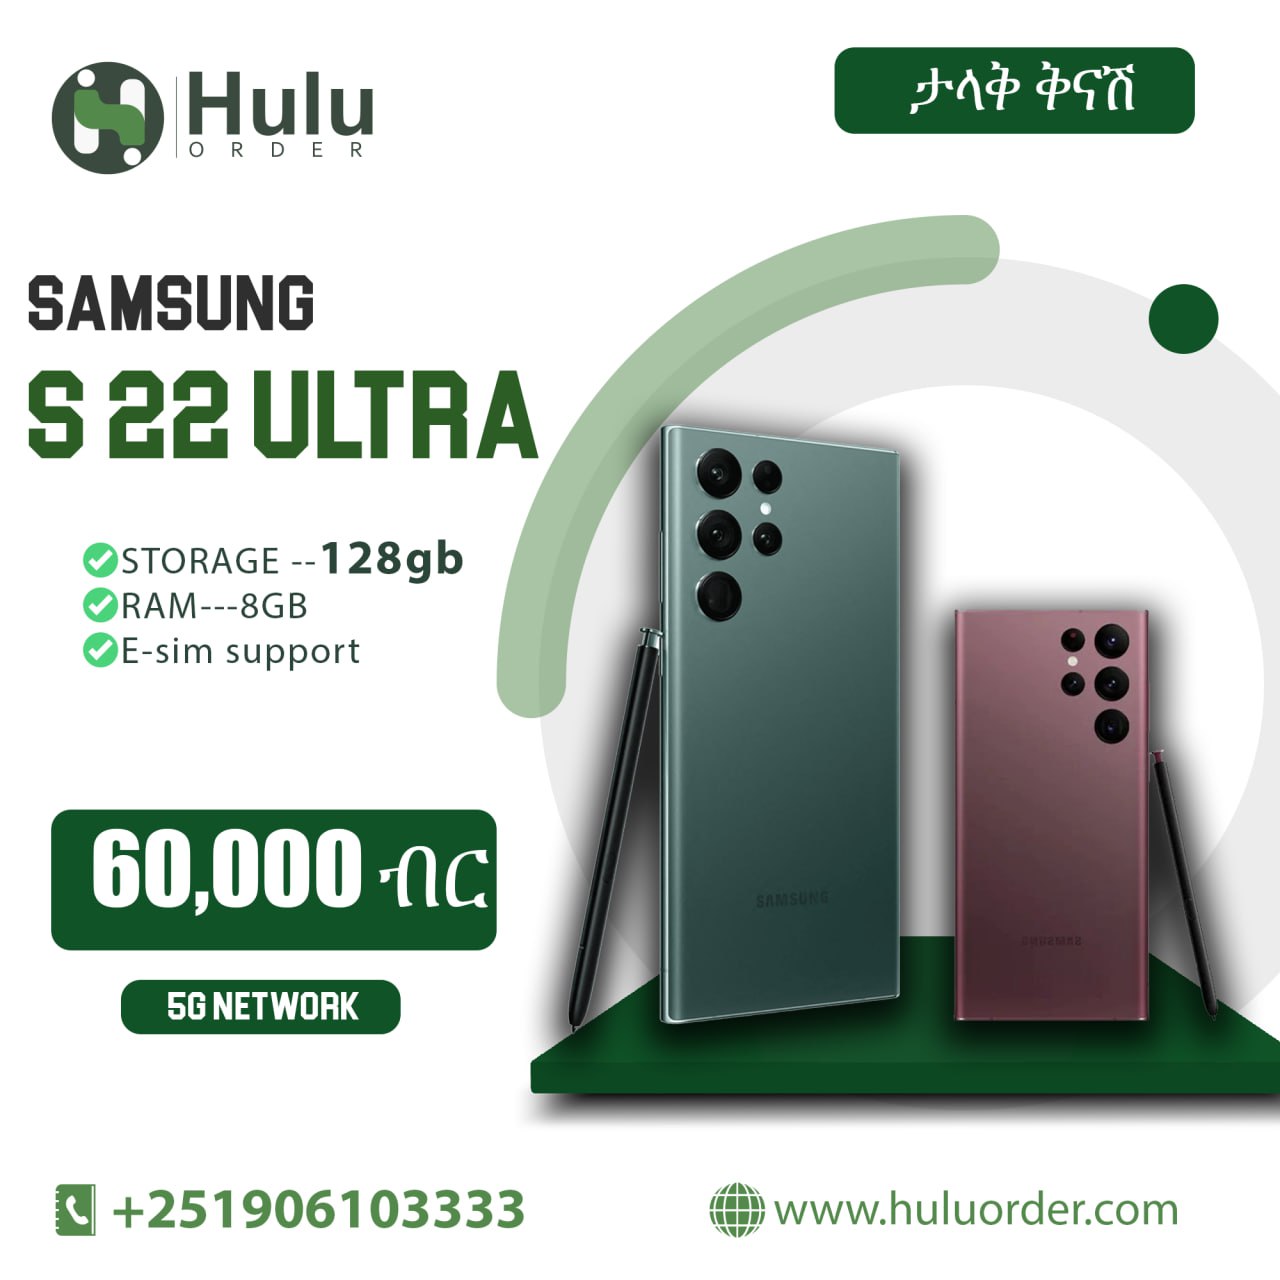 Hulu
ORDER
ታላቅ ቅናሽ
SAMSUNG
S 22 ULTRA
STORAGE --128gb
RAM---8GB
E-sim support
60,000 ብር
5G NETWORK
SAMSUNG
SAMSUNG
+251906103333
www.huluorder.com